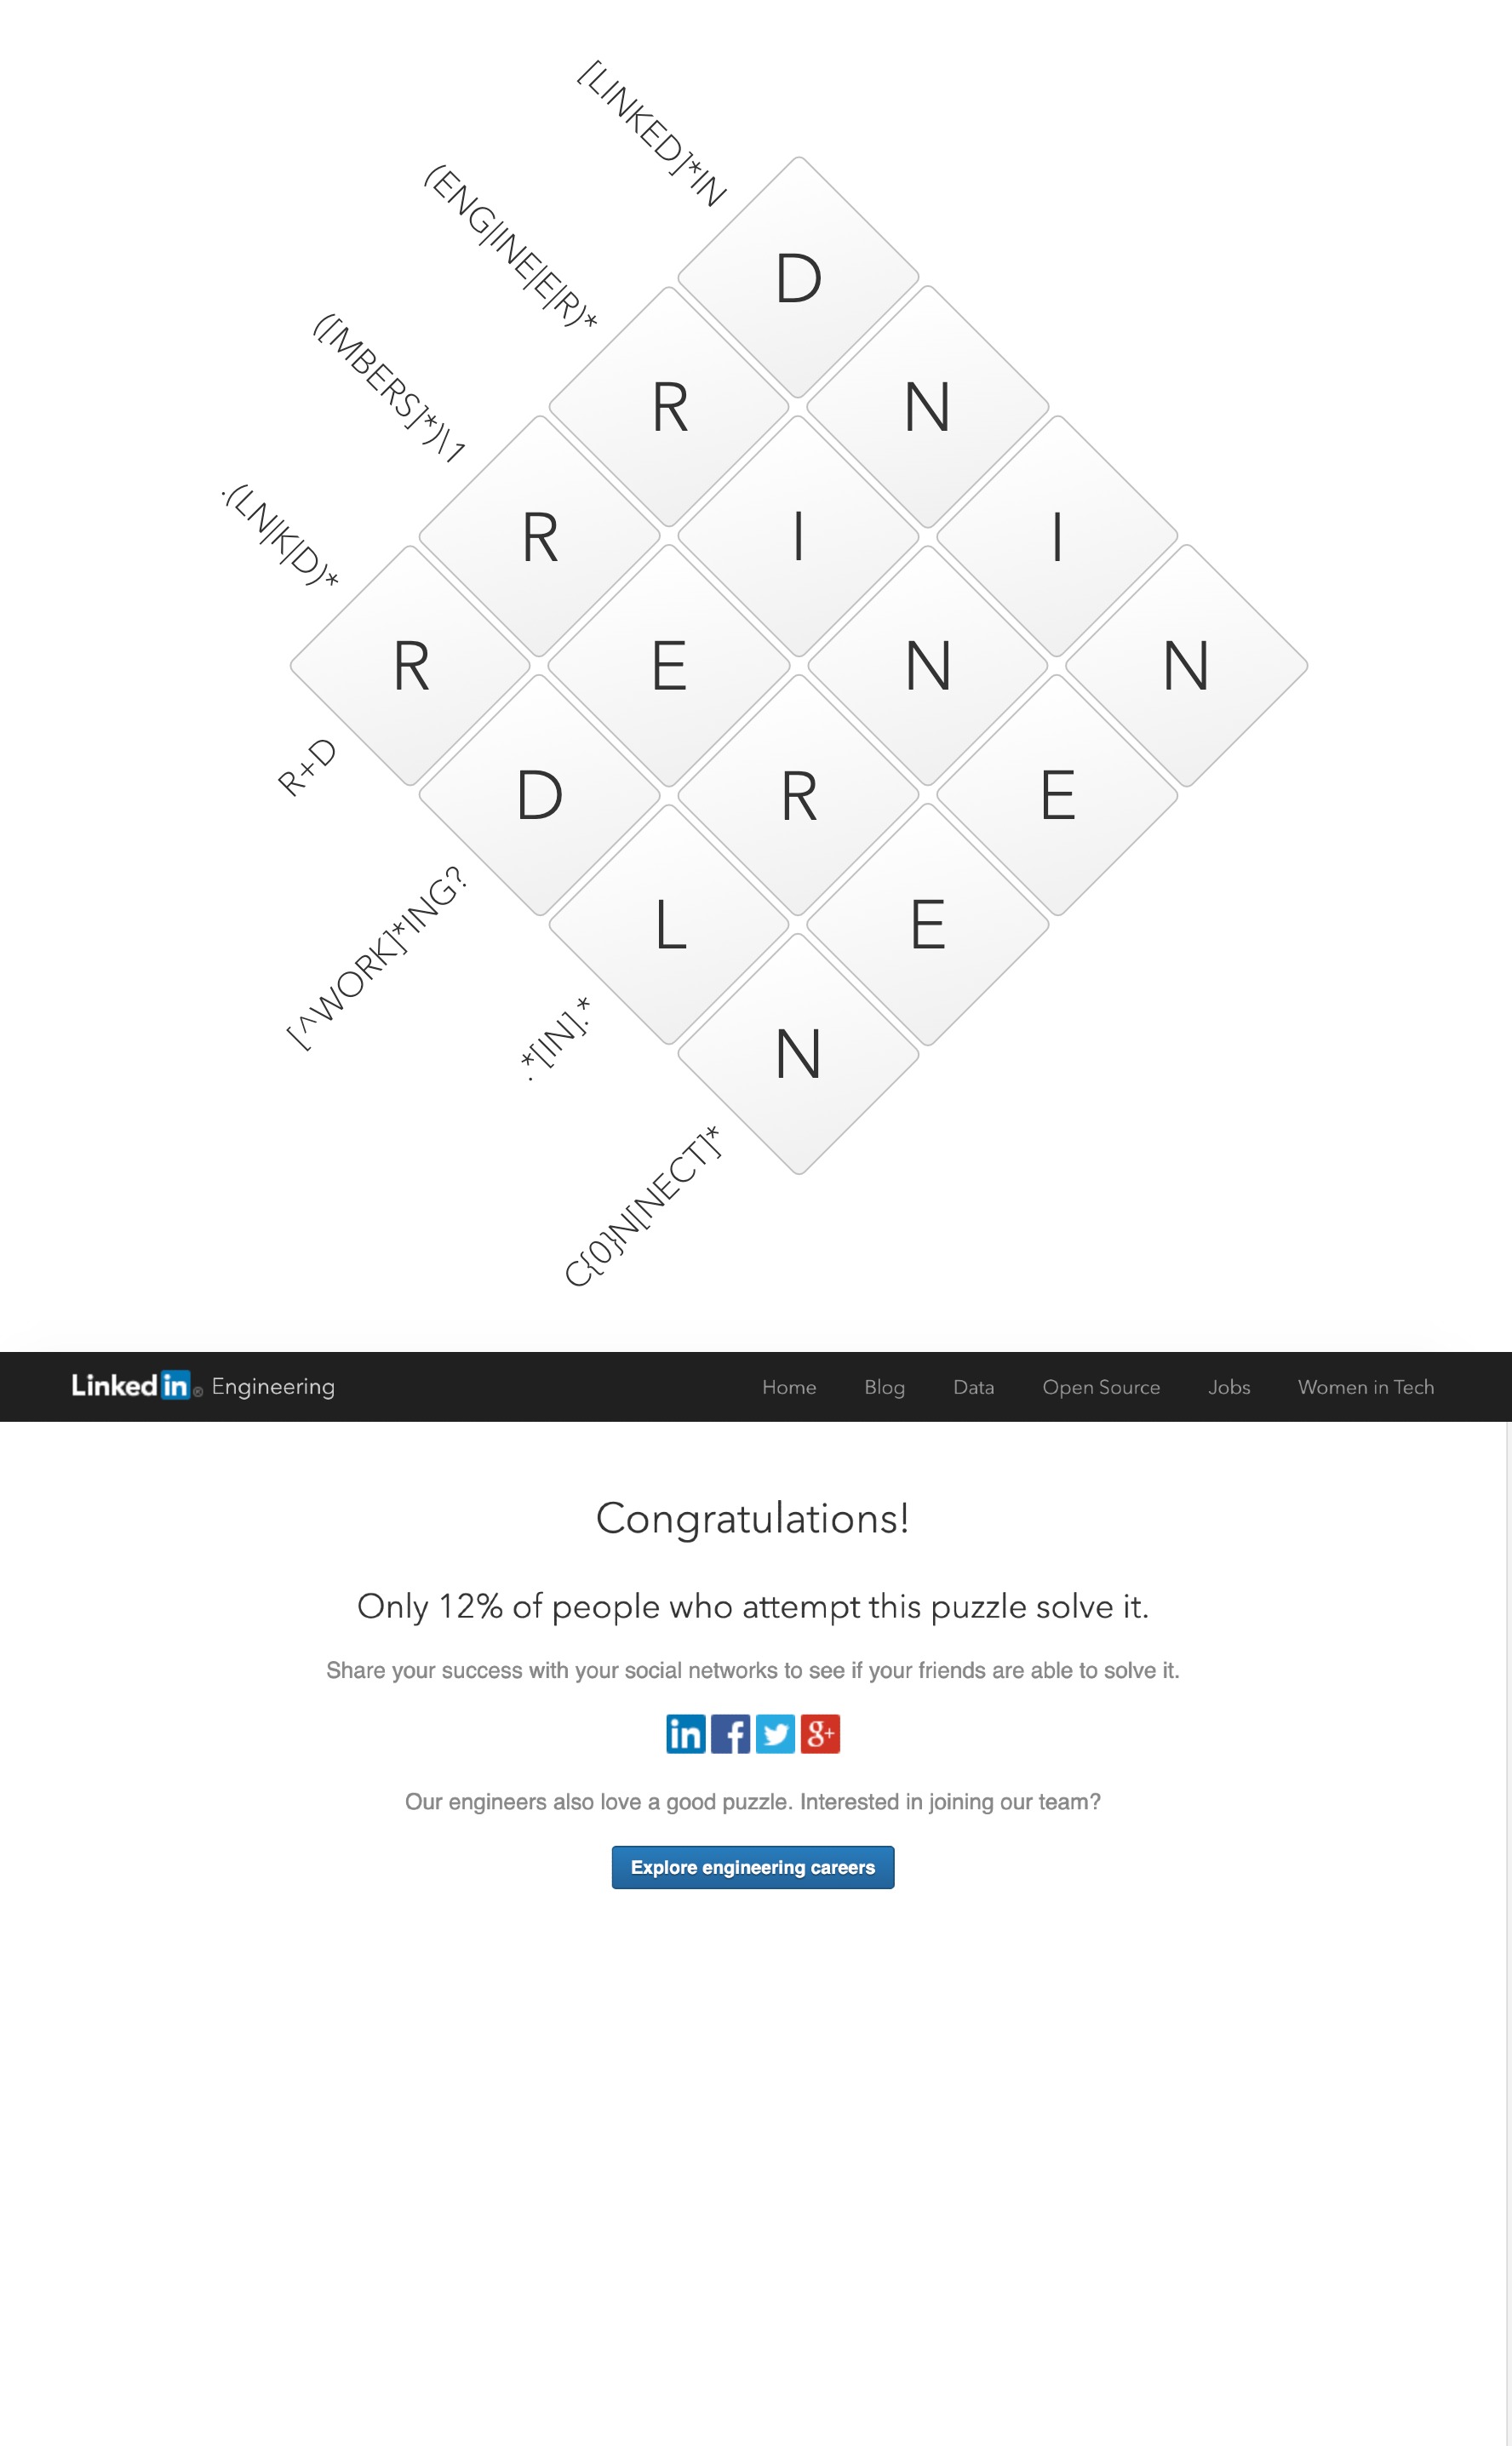 [LINKED]*IN
(ENG|INE|E|R)*
([MBERS]*)\1
.(LN|K|D)*
D
R N
R I I
R E N N
D R E
L E
N
R+D
[^WORK]*ING?
.*[IN].*
C{0}N[NECT]*
Linked in ® Engineering
Home Blog Data Open Source Jobs Women in Tech
Congratulations!
Only 12% of people who attempt this puzzle solve it.
Share your success with your social networks to see if your friends are able to solve it.
in f g+
Our engineers also love a good puzzle. Interested in joining our team?
Explore engineering careers